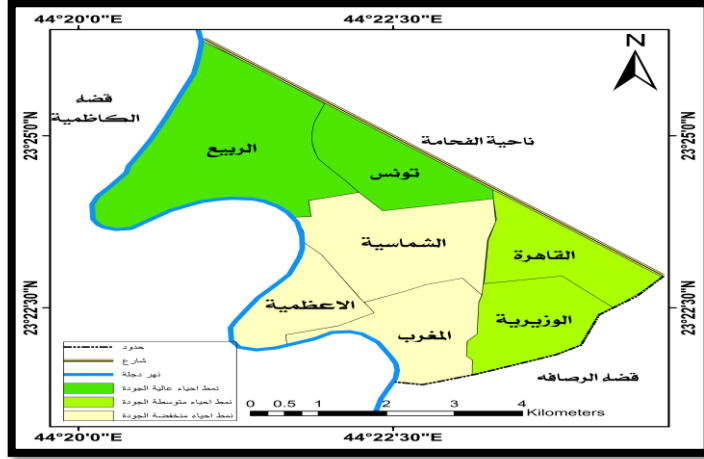 44°20'0"E
44°22'30"E
N
قضاء
الكاظمية
23°25'0"N
23°25'0"N
ناحية الفحامة
الربيع
تونس
الشماسية
القاهرة
23°22'30"N
23°22'30"N
الاعظمية
الوزيرية
المغرب
حدود
شارع
نهر دجلة
نمط احياء عالية الجودة
نمط احياء متوسطة الجودة
نمط احياء منخفضة الجودة
قضاء الرصافه
0 0.5 1 2 3 4
Kilometers
44°20'0"E
44°22'30"E